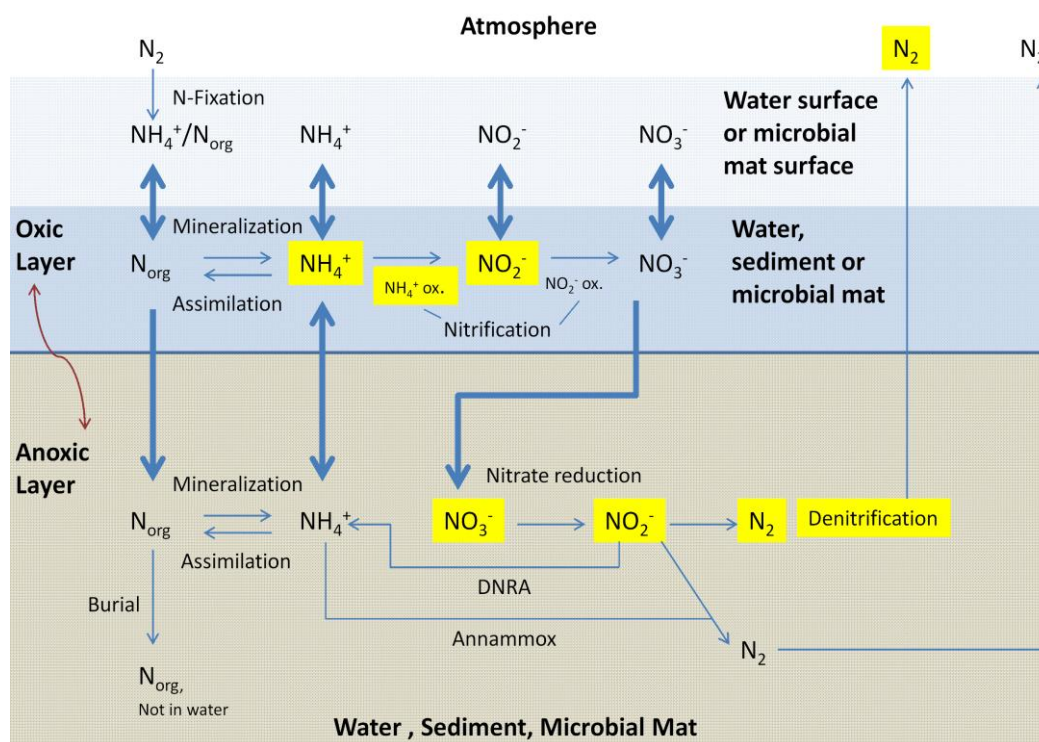 Atmosphere
N₂
N₂
N₂
N-Fixation
NH₄⁺/Norg
NH₄⁺
NO₂⁻
NO₃⁻
Water surface
or microbial
mat surface
Oxic
Layer
Mineralization
Norg
NH₄⁺
NO₂⁻
NO₃⁻
Assimilation
NH₄⁺ ox.
NO₂⁻ ox.
Nitrification
Water,
sediment or
microbial mat
Anoxic
Layer
Mineralization
Nitrate reduction
Norg
NH₄⁺
NO₃⁻
NO₂⁻
N₂
Denitrification
Assimilation
DNRA
Burial
Annammox
N₂
Norg,
Not in water
Water , Sediment, Microbial Mat